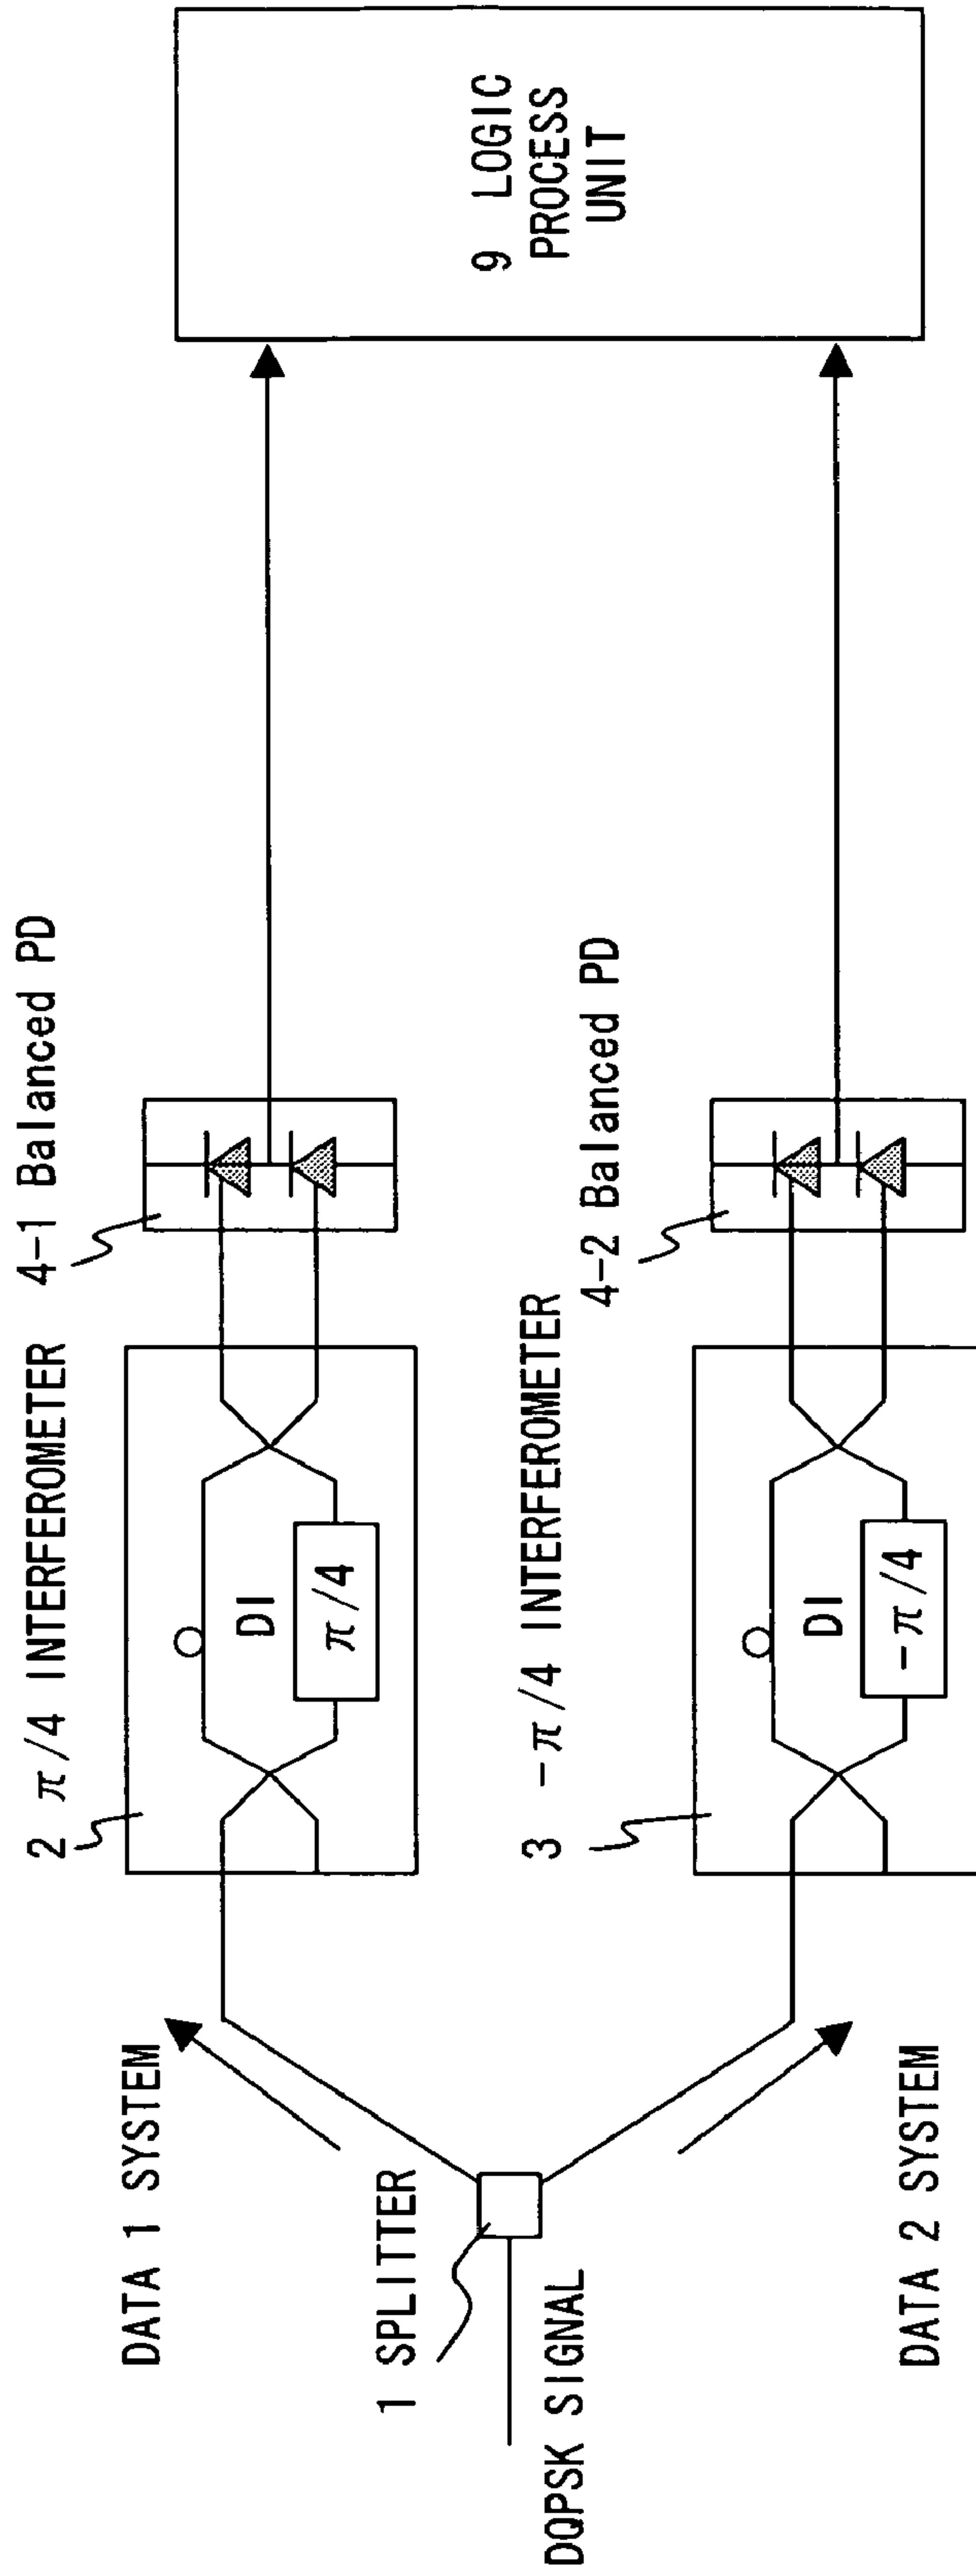 DATA 1 SYSTEM
2 π/4 INTERFEROMETER
4-1 Balanced PD
DI
π/4
1 SPLITTER
DQPSK SIGNAL
9 LOGIC
PROCESS
UNIT
3 -π/4 INTERFEROMETER
4-2 Balanced PD
DI
-π/4
DATA 2 SYSTEM